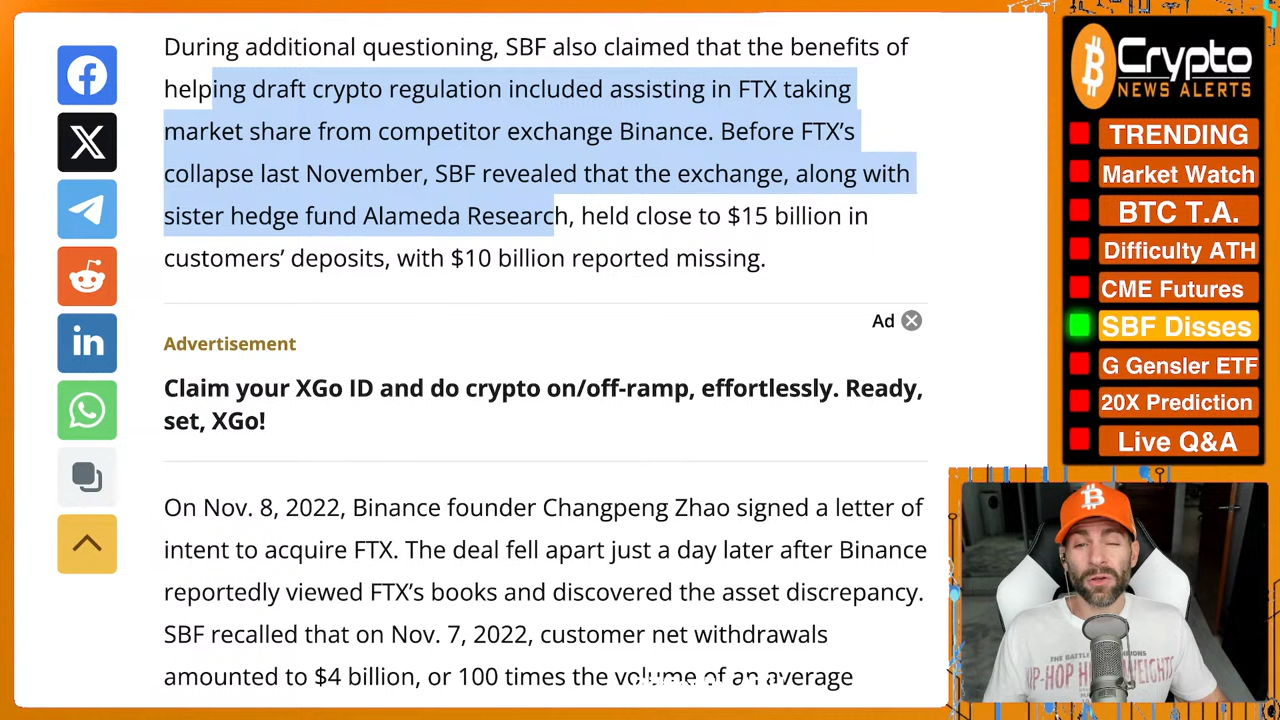 During additional questioning, SBF also claimed that the benefits of
helping draft crypto regulation included assisting in FTX taking
market share from competitor exchange Binance. Before FTX's
collapse last November, SBF revealed that the exchange, along with
sister hedge fund Alameda Research, held close to $15 billion in
customers' deposits, with $10 billion reported missing.
Ad
Advertisement
Claim your XGo ID and do crypto on/off-ramp, effortlessly. Ready,
set, XGo!
On Nov. 8, 2022, Binance founder Changpeng Zhao signed a letter of
intent to acquire FTX. The deal fell apart just a day later after Binance
reportedly viewed FTX's books and discovered the asset discrepancy.
SBF recalled that on Nov. 7, 2022, customer net withdrawals
amounted to $4 billion, or 100 times the volume of an average
Crypto
NEWS ALERTS
TRENDING
Market Watch
BTC T.A.
Difficulty ATH
CME Futures
SBF Disses
G Gensler ETF
20X Prediction
Live Q&A
THE BATTLE
HIP-HOP